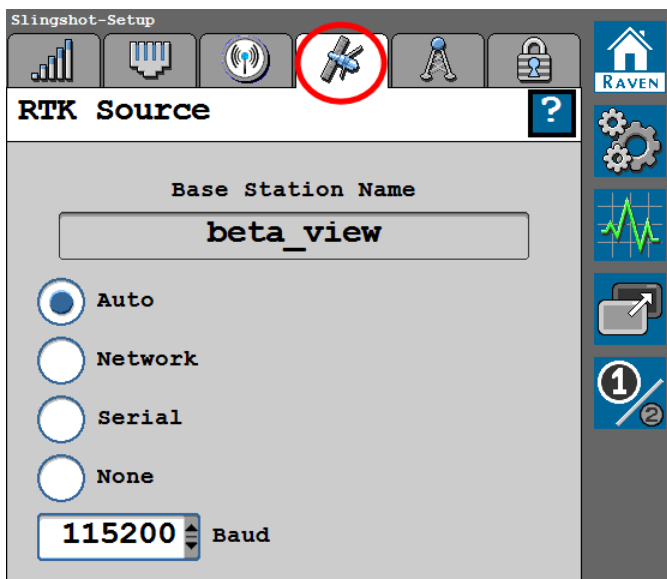 Slingshot-Setup
RAVEN
RTK Source
?
Base Station Name
beta_view
Auto
Network
Serial
None
115200 Baud
1
2